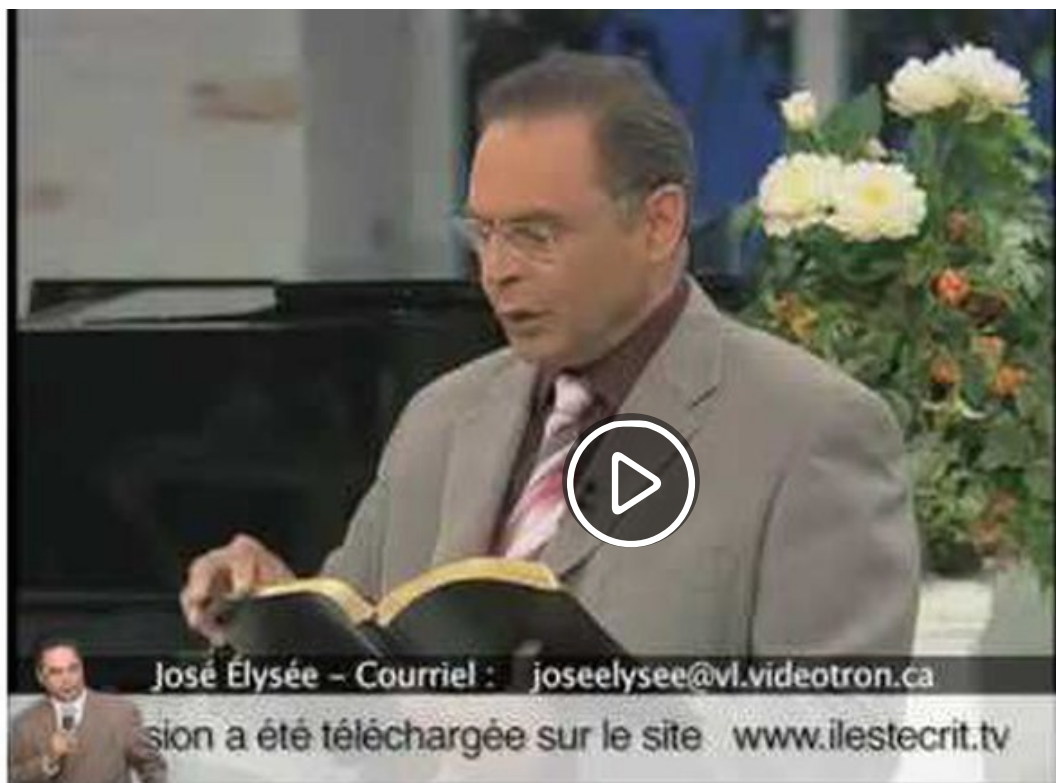 José Élysée – Courriel : joseelysee@vl.videotron.ca
sion a été téléchargée sur le site www.ilestecrit.tv